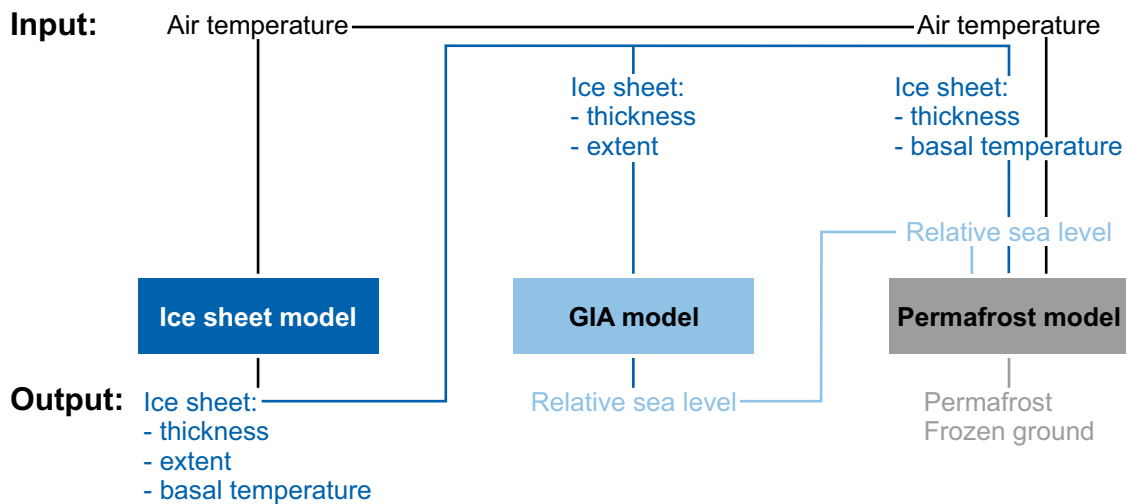 Input:
Air temperature
Air temperature
Ice sheet:
- thickness
- extent
Ice sheet:
- thickness
- basal temperature
Relative sea level
Ice sheet model
GIA model
Permafrost model
Output:
Ice sheet:
- thickness
- extent
- basal temperature
Relative sea level
Permafrost
Frozen ground